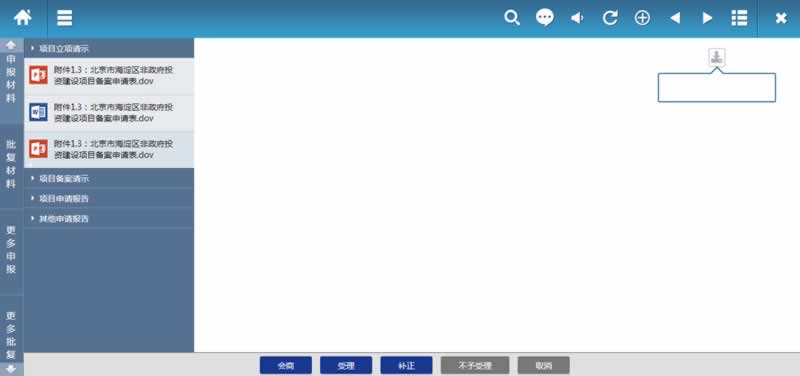 申报材料
批复材料
更多申报
更多批复
项目立项请示
附件1.3：北京市海淀区非政府投
资建设项目备案申请表.dov
附件1.3：北京市海淀区非政府投
资建设项目备案申请表.dov
附件1.3：北京市海淀区非政府投
资建设项目备案申请表.dov
项目备案请示
项目申请报告
其他申请报告
会商
受理
补正
不予受理
取消